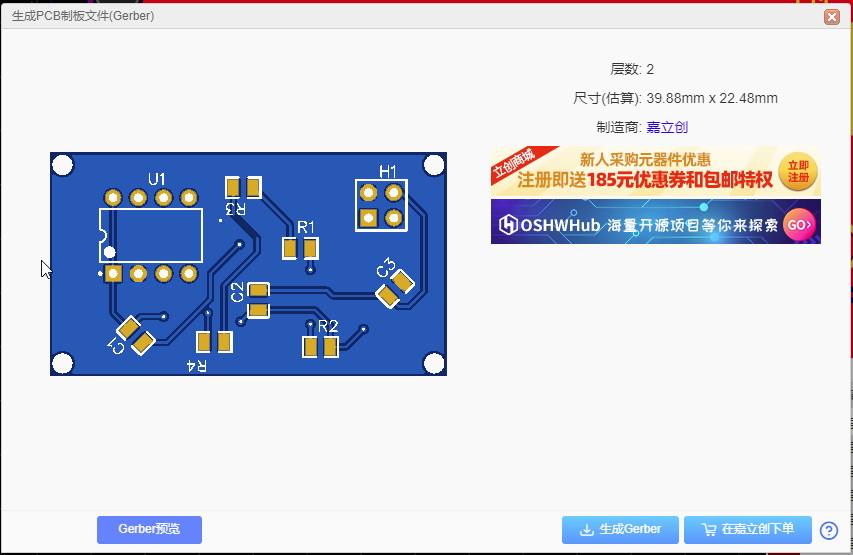 生成PCB制板文件(Gerber)
层数: 2
尺寸(估算): 39.88mm x 22.48mm
制造商: 嘉立创
立创商城
新人采购元器件优惠
注册即送185元优惠券和包邮特权
立即
注册
OSHWHub 海量开源项目等你来探索 GO>
U1
R3
H1
R1
C3
C2
C1
R2
R4
Gerber预览
生成Gerber
在嘉立创下单
?